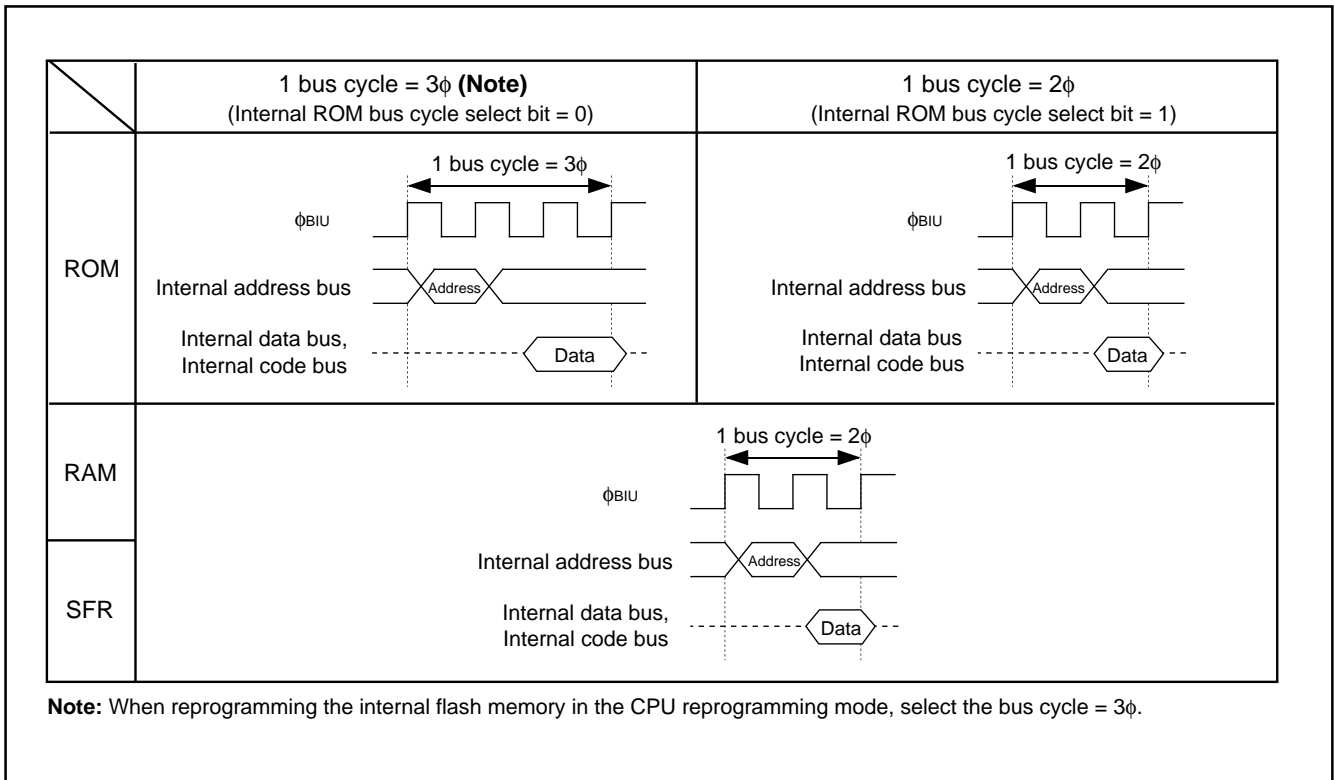 1 bus cycle = 3ϕ (Note)
(Internal ROM bus cycle select bit = 0)
1 bus cycle = 2ϕ
(Internal ROM bus cycle select bit = 1)
ROM
1 bus cycle = 3ϕ
ϕBIU
Internal address bus
Address
Internal data bus,
Internal code bus
Data
1 bus cycle = 2ϕ
ϕBIU
Internal address bus
Address
Internal data bus
Internal code bus
Data
RAM
SFR
1 bus cycle = 2ϕ
ϕBIU
Internal address bus
Address
Internal data bus,
Internal code bus
Data
Note: When reprogramming the internal flash memory in the CPU reprogramming mode, select the bus cycle = 3ϕ.